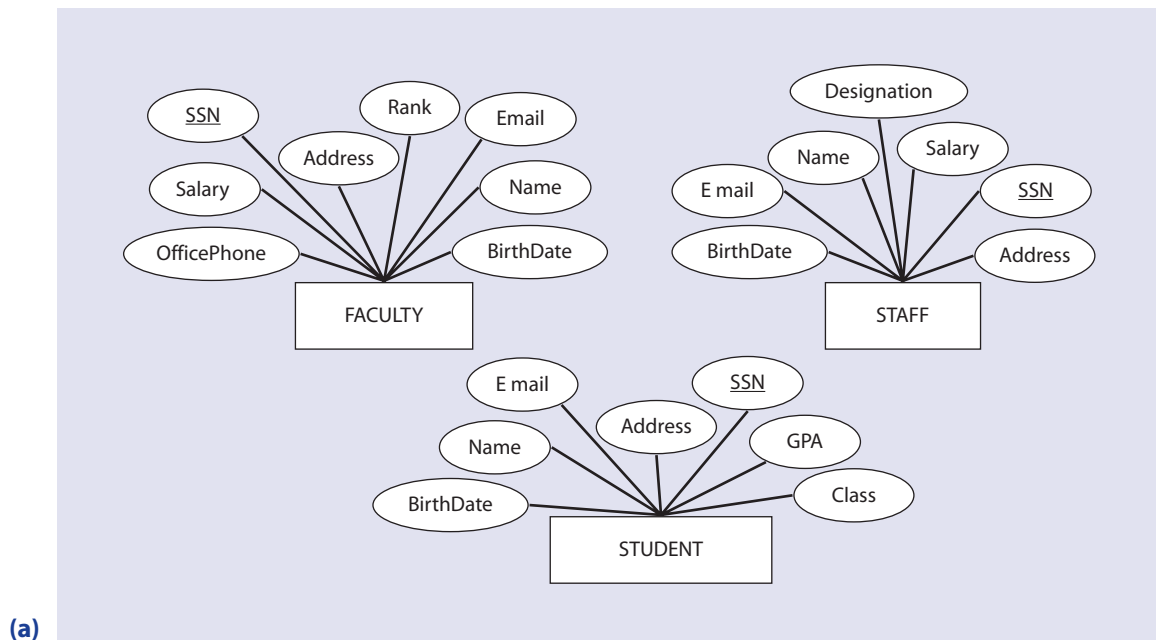 Designation
Rank
SSN
Email
Address
Name
Salary
Salary
Name
E mail
SSN
OfficePhone
BirthDate
BirthDate
Address
FACULTY
STAFF
E mail
SSN
Address
Name
GPA
BirthDate
Class
STUDENT
(a)